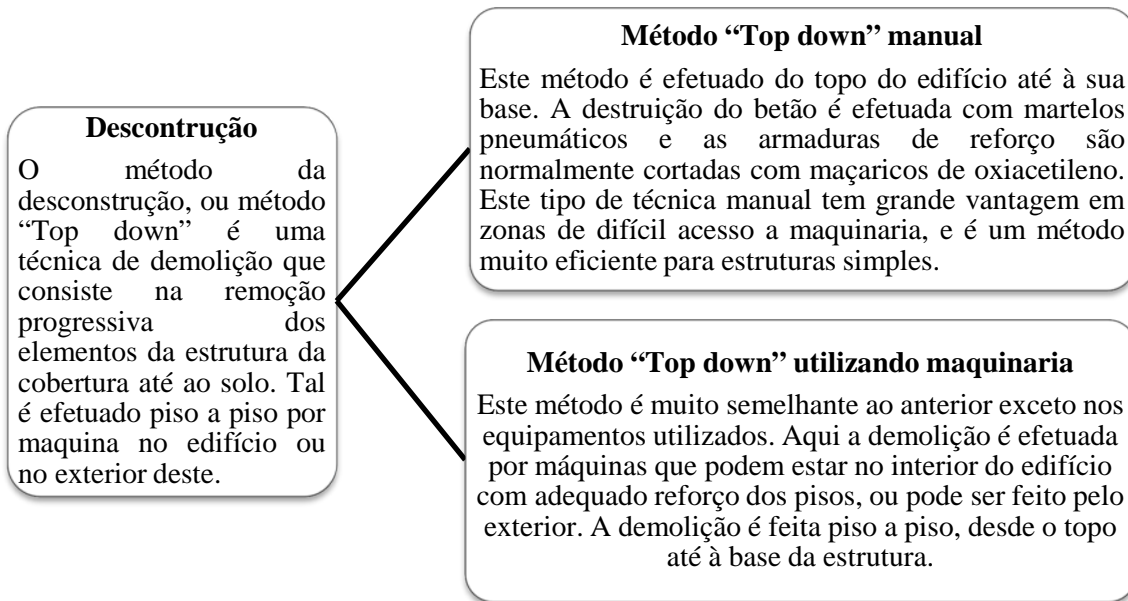 Descontrução
O método da
desconstrução, ou método
“Top down” é uma
técnica de demolição que
consiste na remoção
progressiva dos
elementos da estrutura da
cobertura até ao solo. Tal
é efetuado piso a piso por
maquina no edifício ou
no exterior deste.
Método “Top down” manual
Este método é efetuado do topo do edifício até à sua
base. A destruição do betão é efetuada com martelos
pneumáticos e as armaduras de reforço são
normalmente cortadas com maçaricos de oxiacetileno.
Este tipo de técnica manual tem grande vantagem em
zonas de difícil acesso a maquinaria, e é um método
muito eficiente para estruturas simples.
Método “Top down” utilizando maquinaria
Este método é muito semelhante ao anterior exceto nos
equipamentos utilizados. Aqui a demolição é efetuada
por máquinas que podem estar no interior do edifício
com adequado reforço dos pisos, ou pode ser feito pelo
exterior. A demolição é feita piso a piso, desde o topo
até à base da estrutura.